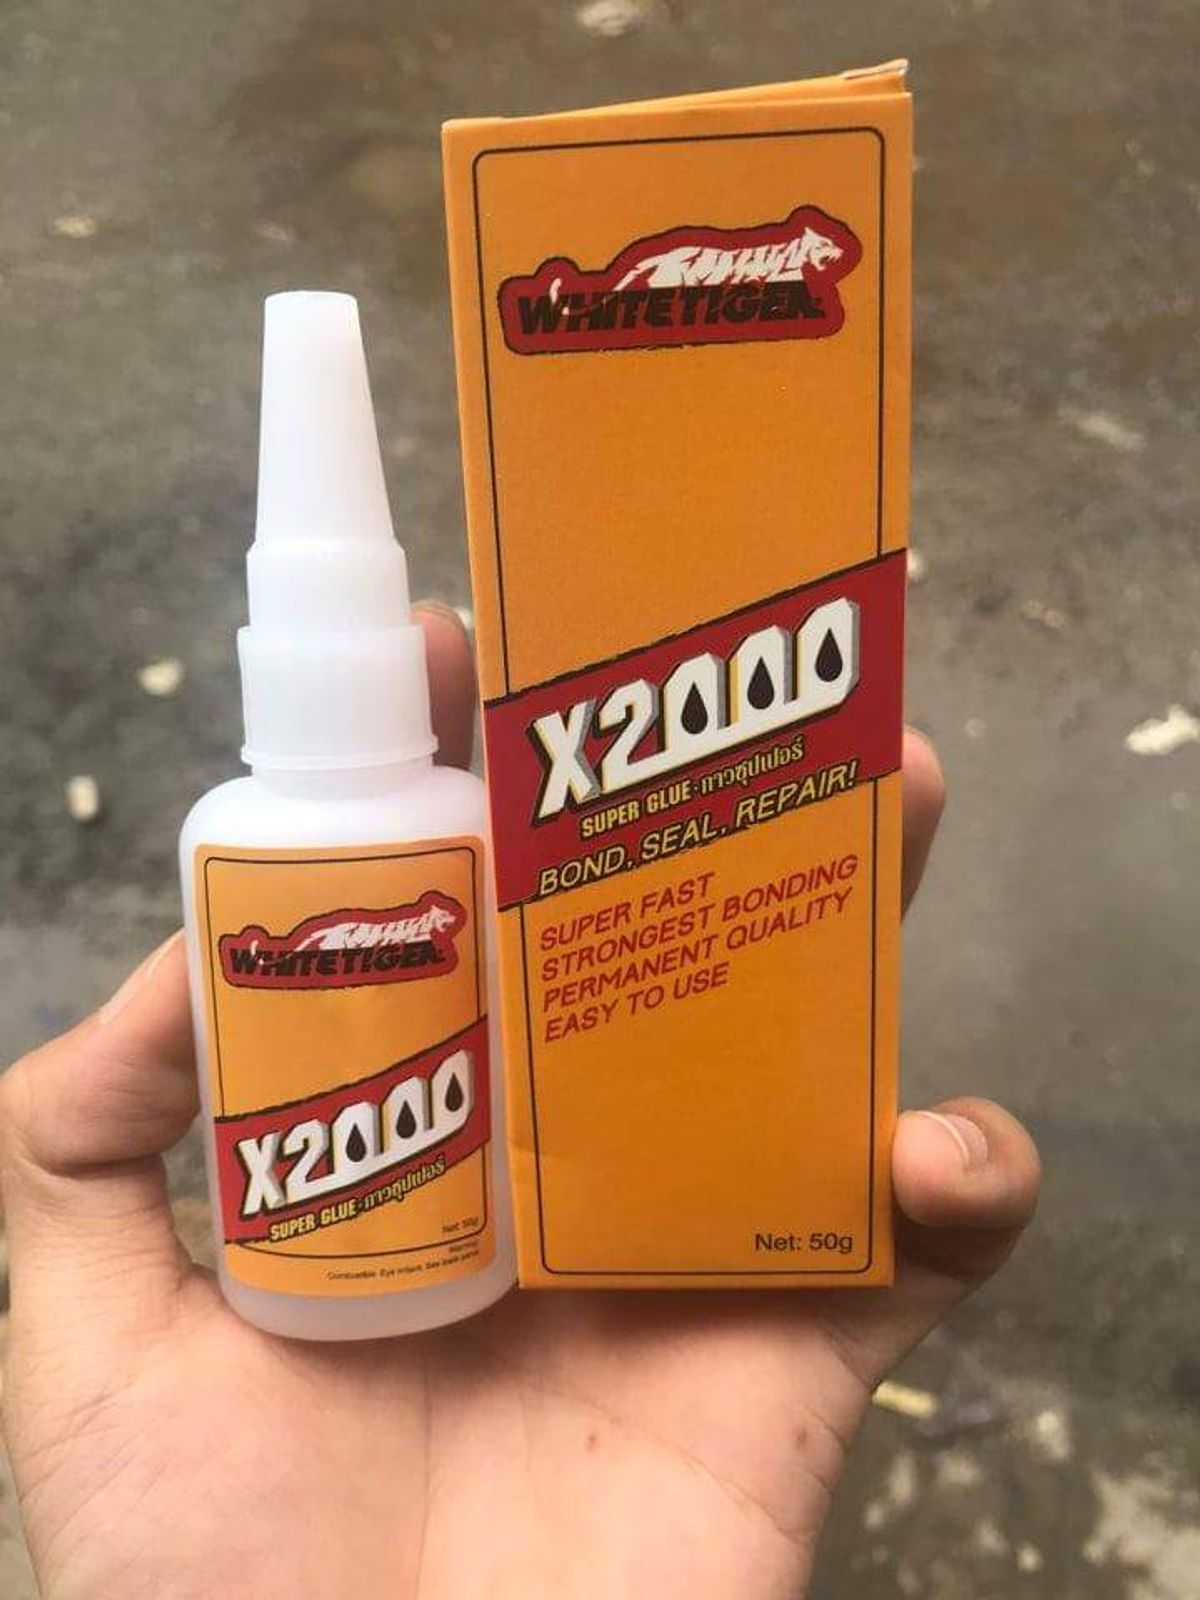 WHITETIGER
X2000
SUPER GLUE·กาวซุปเปอร์
BOND, SEAL, REPAIR!
SUPER FAST
STRONGEST BONDING
PERMANENT QUALITY
EASY TO USE
Net: 50g
WHITETIGER
X2000
SUPER GLUE·กาวซุปเปอร์
Net: 50g